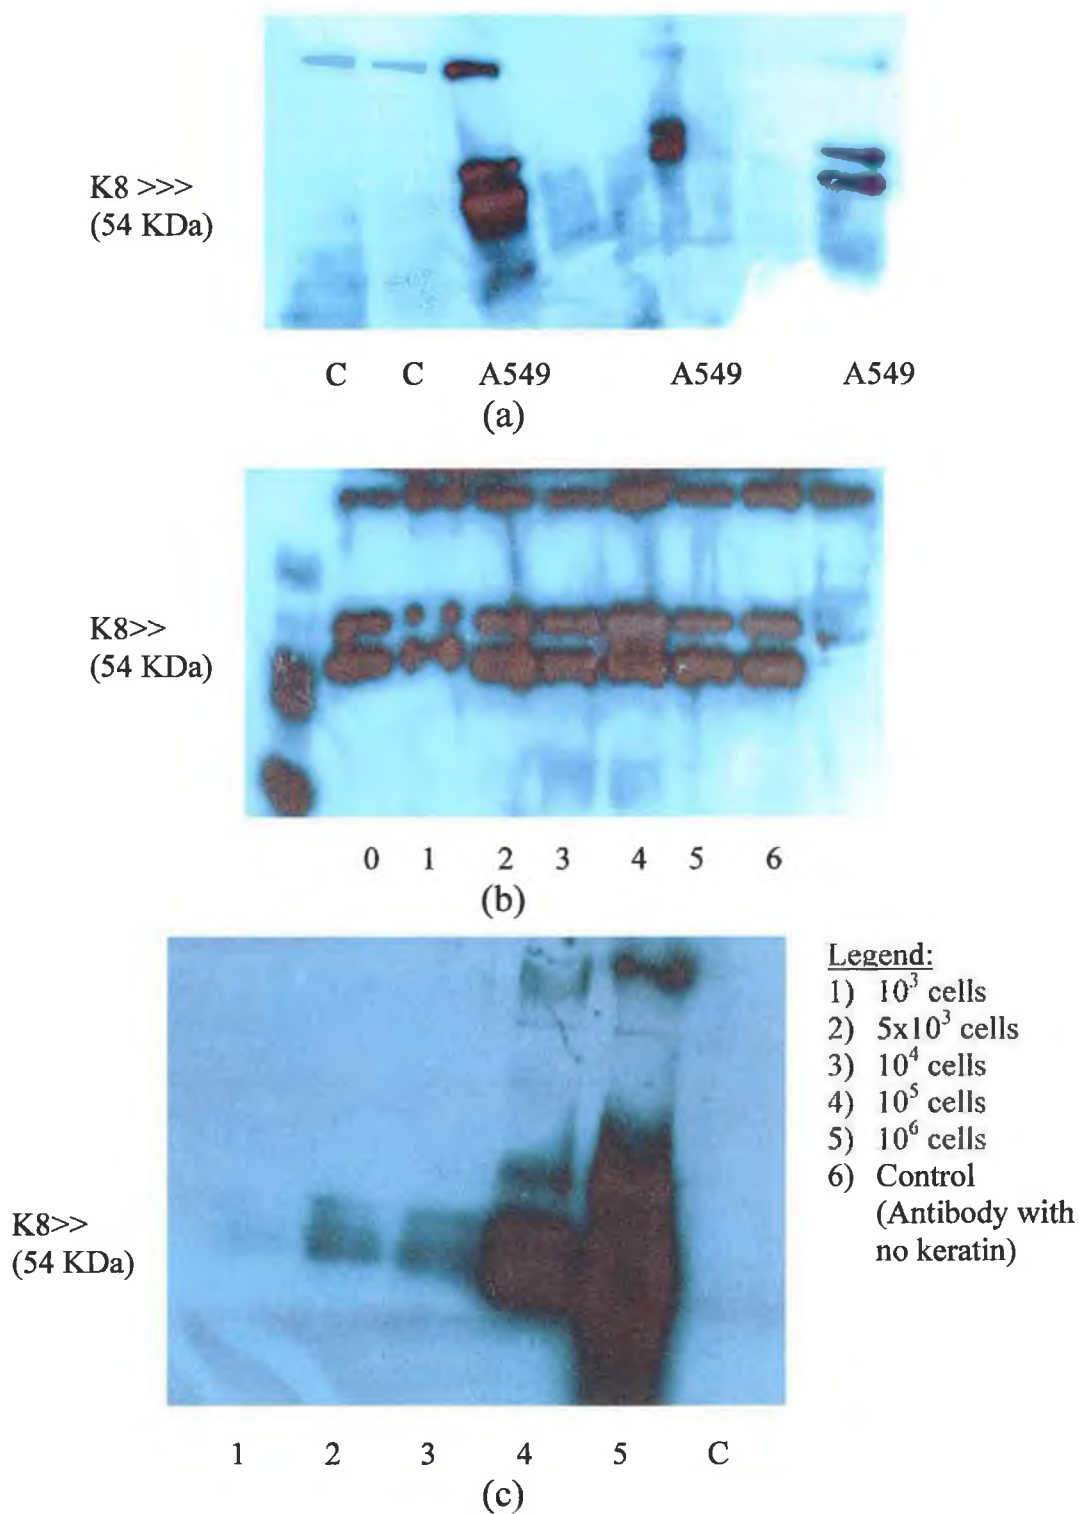 K8 >>>
(54 KDa)
C C A549 A549 A549
(a)
K8>>
(54 KDa)
0 1 2 3 4 5 6
(b)
Legend:
1) 10³ cells
2) 5x10³ cells
3) 10⁴ cells
4) 10⁵ cells
5) 10⁶ cells
6) Control
(Antibody with
no keratin)
K8>>
(54 KDa)
1 2 3 4 5 C
(c)